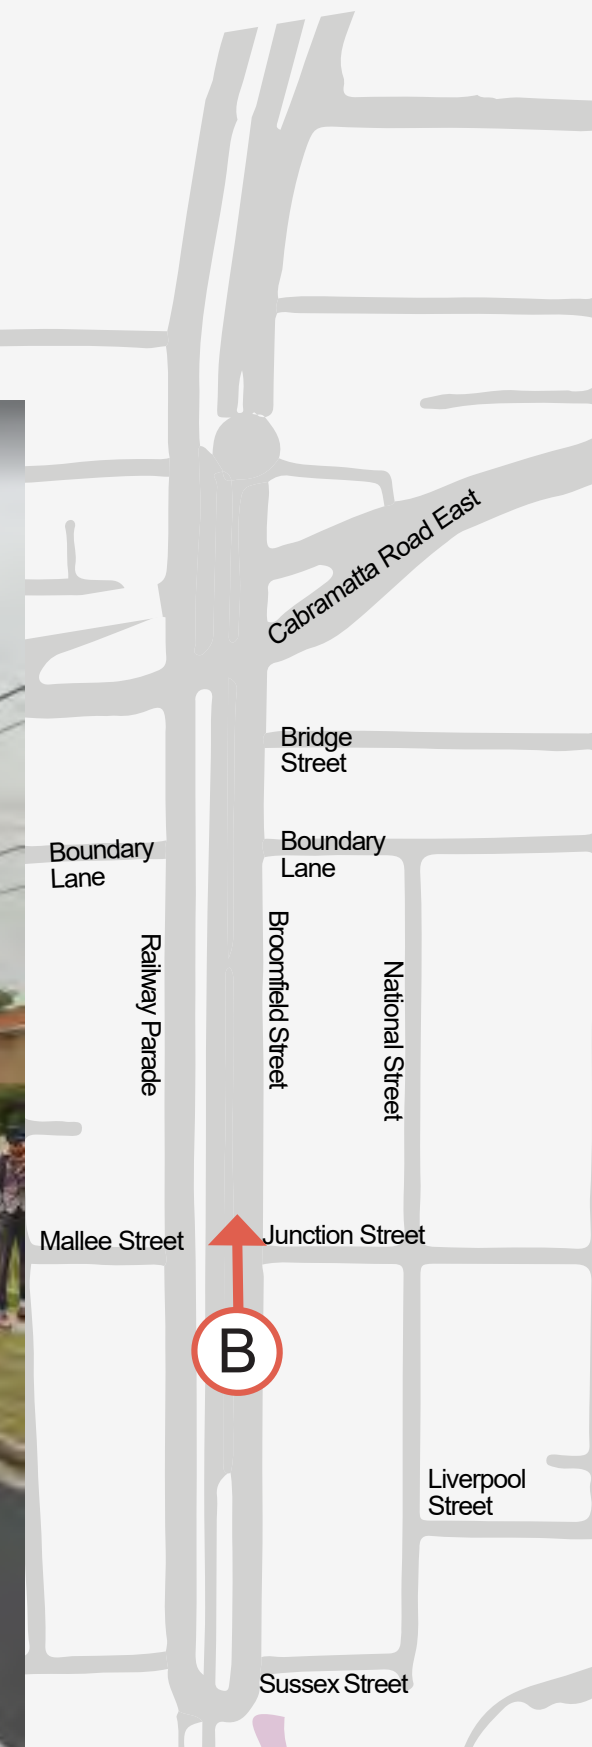 Cabramatta Road East
Bridge
Street
Boundary
Lane
Boundary
Lane
Railway Parade
Broomfield Street
National Street
Mallee Street
Junction Street
B
Liverpool
Street
Sussex Street